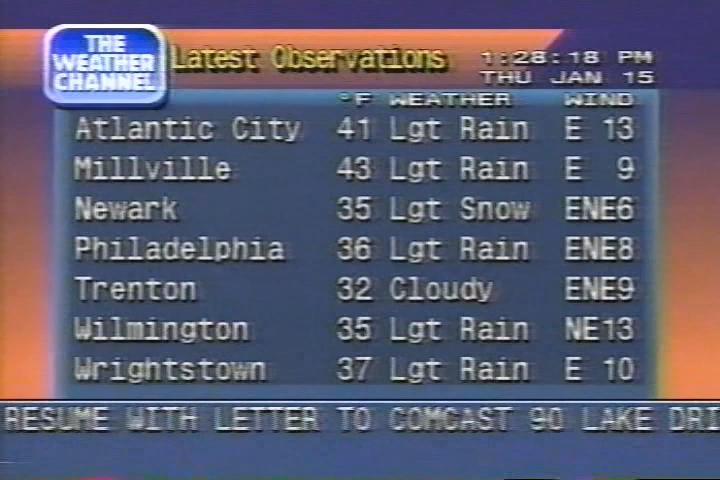 THE
WEATHER
CHANNEL
Latest Observations
1:28:18 PM
THU JAN 15
°F WEATHER WIND
Atlantic City 41 Lgt Rain E 13
Millville 43 Lgt Rain E 9
Newark 35 Lgt Snow ENE6
Philadelphia 36 Lgt Rain ENE8
Trenton 32 Cloudy ENE9
Wilmington 35 Lgt Rain NE13
Wrightstown 37 Lgt Rain E 10
RESUME WITH LETTER TO COMCAST 90 LAKE DRI